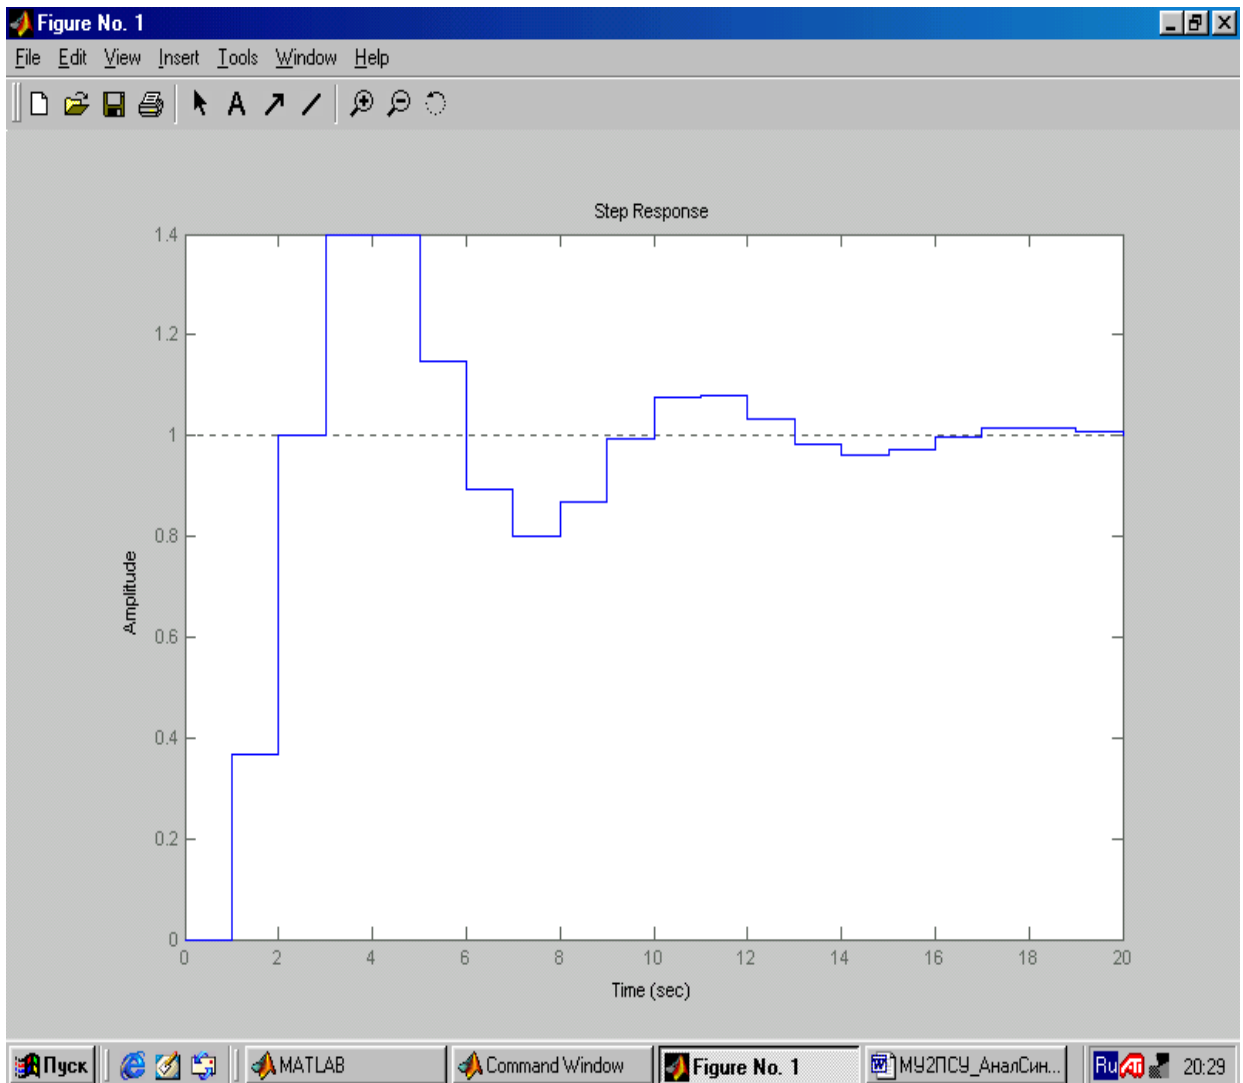 Figure No. 1
File Edit View Insert Tools Window Help
A
Step Response
1.4
1.2
1
0.8
0.6
0.4
0.2
0
Amplitude
0 2 4 6 8 10 12 14 16 18 20
Time (sec)
Пуск MATLAB Command Window Figure No. 1 МУ2ПСУ_АналСин... Ru 20:29